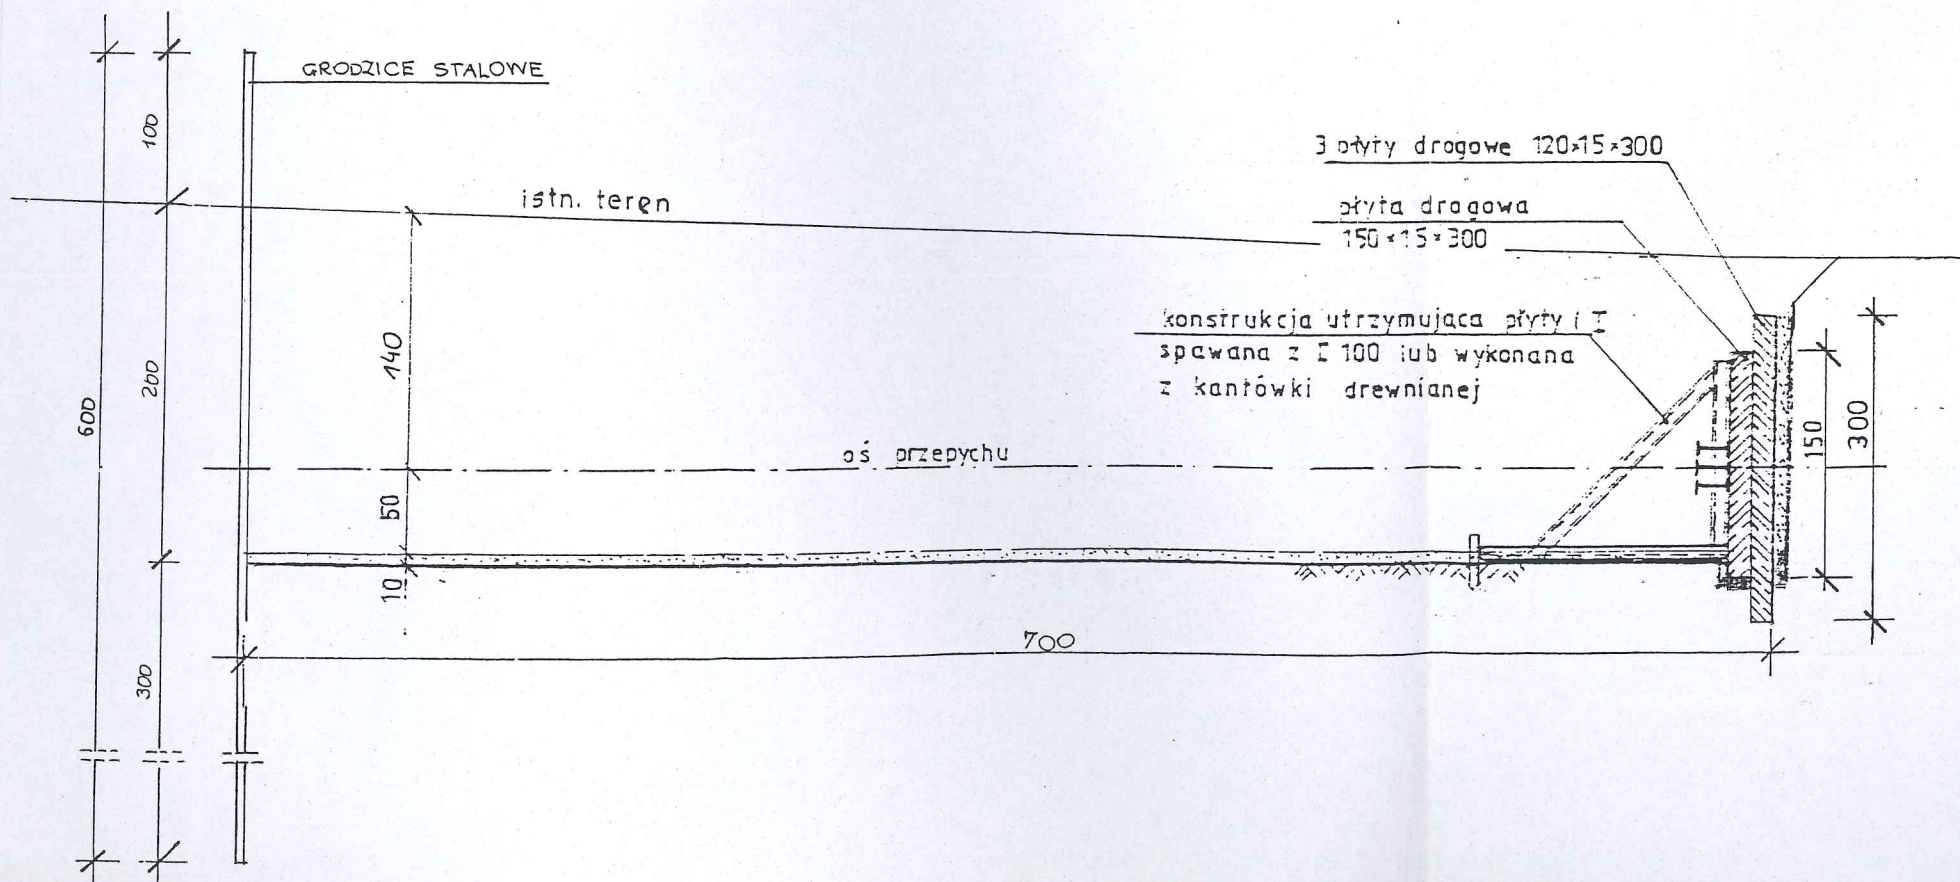 GRODZICE STALOWE
100
3 płyty drogowe 120×15×300
istn. teren
płyta drogowa
150×15×300
konstrukcja utrzymująca płyty i I
spawana z I 100 lub wykonana
z kantówki drewnianej
140
200
600
150
300
oś przepychu
50
10
700
300